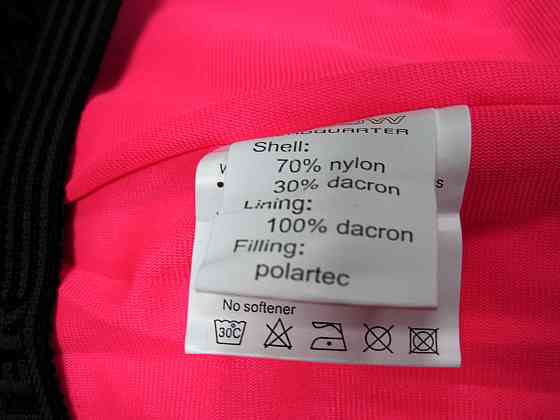 Shell:
70% nylon
30% dacron
Lining:
100% dacron
Filling:
polartec
No softener
30C